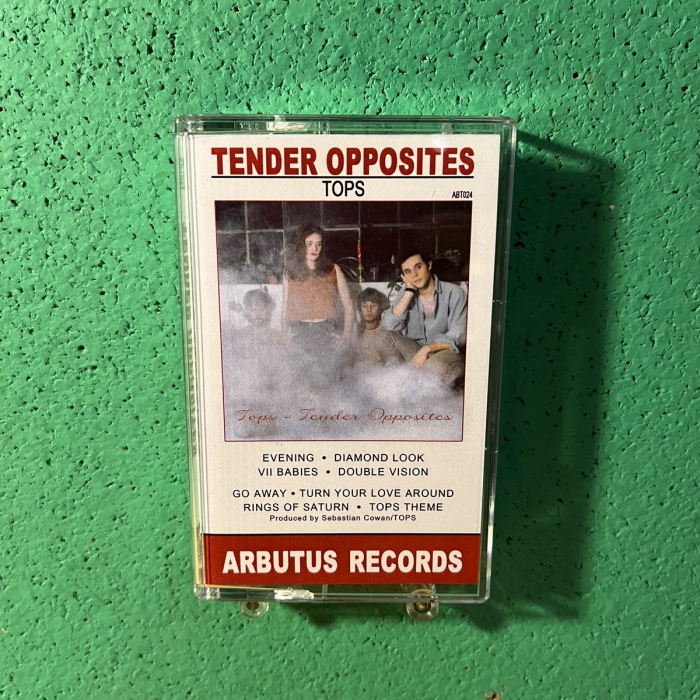 TENDER OPPOSITES
TOPS
ABT024
Tops - Tender Opposites
EVENING • DIAMOND LOOK
VII BABIES • DOUBLE VISION
GO AWAY • TURN YOUR LOVE AROUND
RINGS OF SATURN • TOPS THEME
Produced by Sebastian Cowan/TOPS
ARBUTUS RECORDS